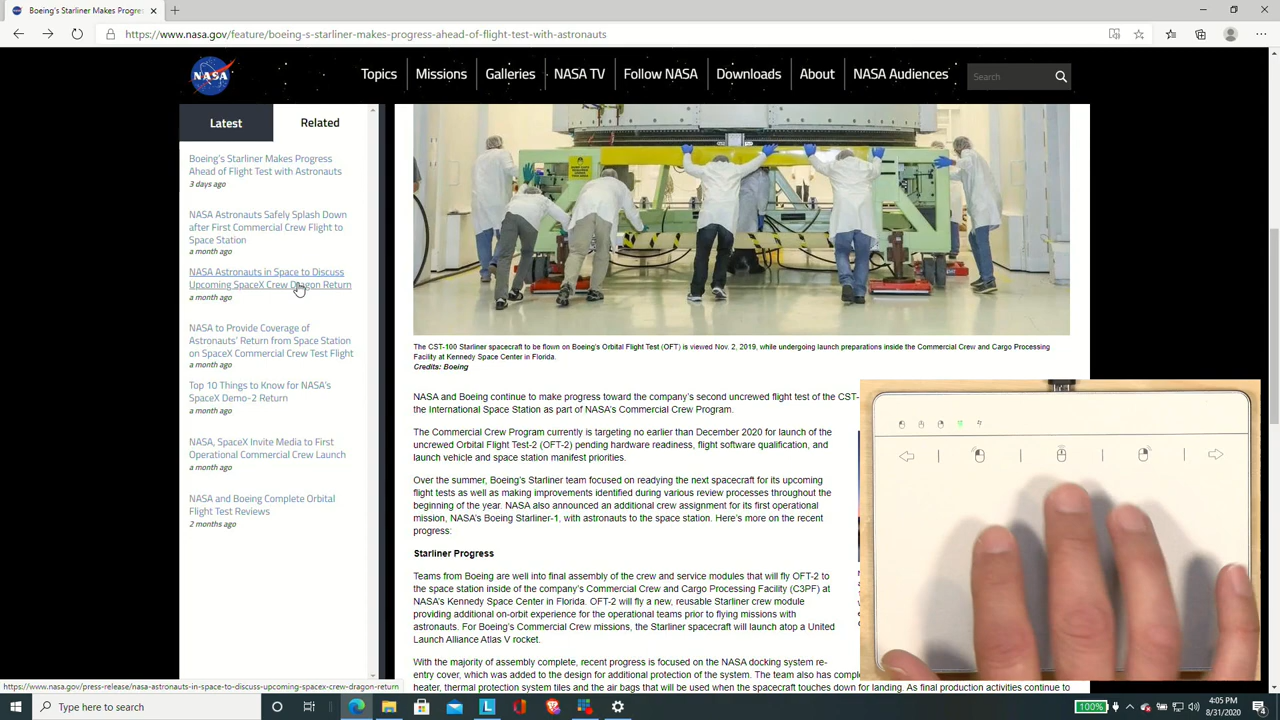 Boeing's Starliner Makes Progre
https://www.nasa.gov/feature/boeing-s-starliner-makes-progress-ahead-of-flight-test-with-astronauts
NASA
Topics
Missions
Galleries
NASA TV
Follow NASA
Downloads
About
NASA Audiences
Search
Latest
Related
Boeing's Starliner Makes Progress
Ahead of Flight Test with Astronauts
3 days ago
NASA Astronauts Safely Splash Down
after First Commercial Crew Flight to
Space Station
a month ago
NASA Astronauts in Space to Discuss
Upcoming SpaceX Crew Dragon Return
a month ago
NASA to Provide Coverage of
Astronauts' Return from Space Station
on SpaceX Commercial Crew Test Flight
a month ago
Top 10 Things to Know for NASA's
SpaceX Demo-2 Return
a month ago
NASA, SpaceX Invite Media to First
Operational Commercial Crew Launch
a month ago
NASA and Boeing Complete Orbital
Flight Test Reviews
2 months ago
The CST-100 Starliner spacecraft to be flown on Boeing's Orbital Flight Test (OFT) is viewed Nov. 2, 2019, while undergoing launch preparations inside the Commercial Crew and Cargo Processing
Facility at Kennedy Space Center in Florida.
Credits: Boeing
NASA and Boeing continue to make progress toward the company's second uncrewed flight test of the CST-
the International Space Station as part of NASA's Commercial Crew Program.
The Commercial Crew Program currently is targeting no earlier than December 2020 for launch of the
uncrewed Orbital Flight Test-2 (OFT-2) pending hardware readiness, flight software qualification, and
launch vehicle and space station manifest priorities.
Over the summer, Boeing's Starliner team focused on readying the next spacecraft for its upcoming
flight tests as well as making improvements identified during various review processes throughout the
beginning of the year. NASA also announced an additional crew assignment for its first operational
mission, NASA's Boeing Starliner-1, with astronauts to the space station. Here's more on the recent
progress:
Starliner Progress
Teams from Boeing are well into final assembly of the crew and service modules that will fly OFT-2 to
the space station inside of the company's Commercial Crew and Cargo Processing Facility (C3PF) at
NASA's Kennedy Space Center in Florida. OFT-2 will fly a new, reusable Starliner crew module
providing additional on-orbit experience for the operational teams prior to flying missions with
astronauts. For Boeing's Commercial Crew missions, the Starliner spacecraft will launch atop a United
Launch Alliance Atlas V rocket.
With the majority of assembly complete, recent progress is focused on the NASA docking system re-
entry cover, which was added to the design for additional protection of the system. The team also has compl
heater, thermal protection system tiles and the air bags that will be used when the spacecraft touches down for landing. As final production activities continue to
https://www.nasa.gov/press-release/nasa-astronauts-in-space-to-discuss-upcoming-spacex-crew-dragon-return
Type here to search
100%
4:05 PM
8/31/2020
4